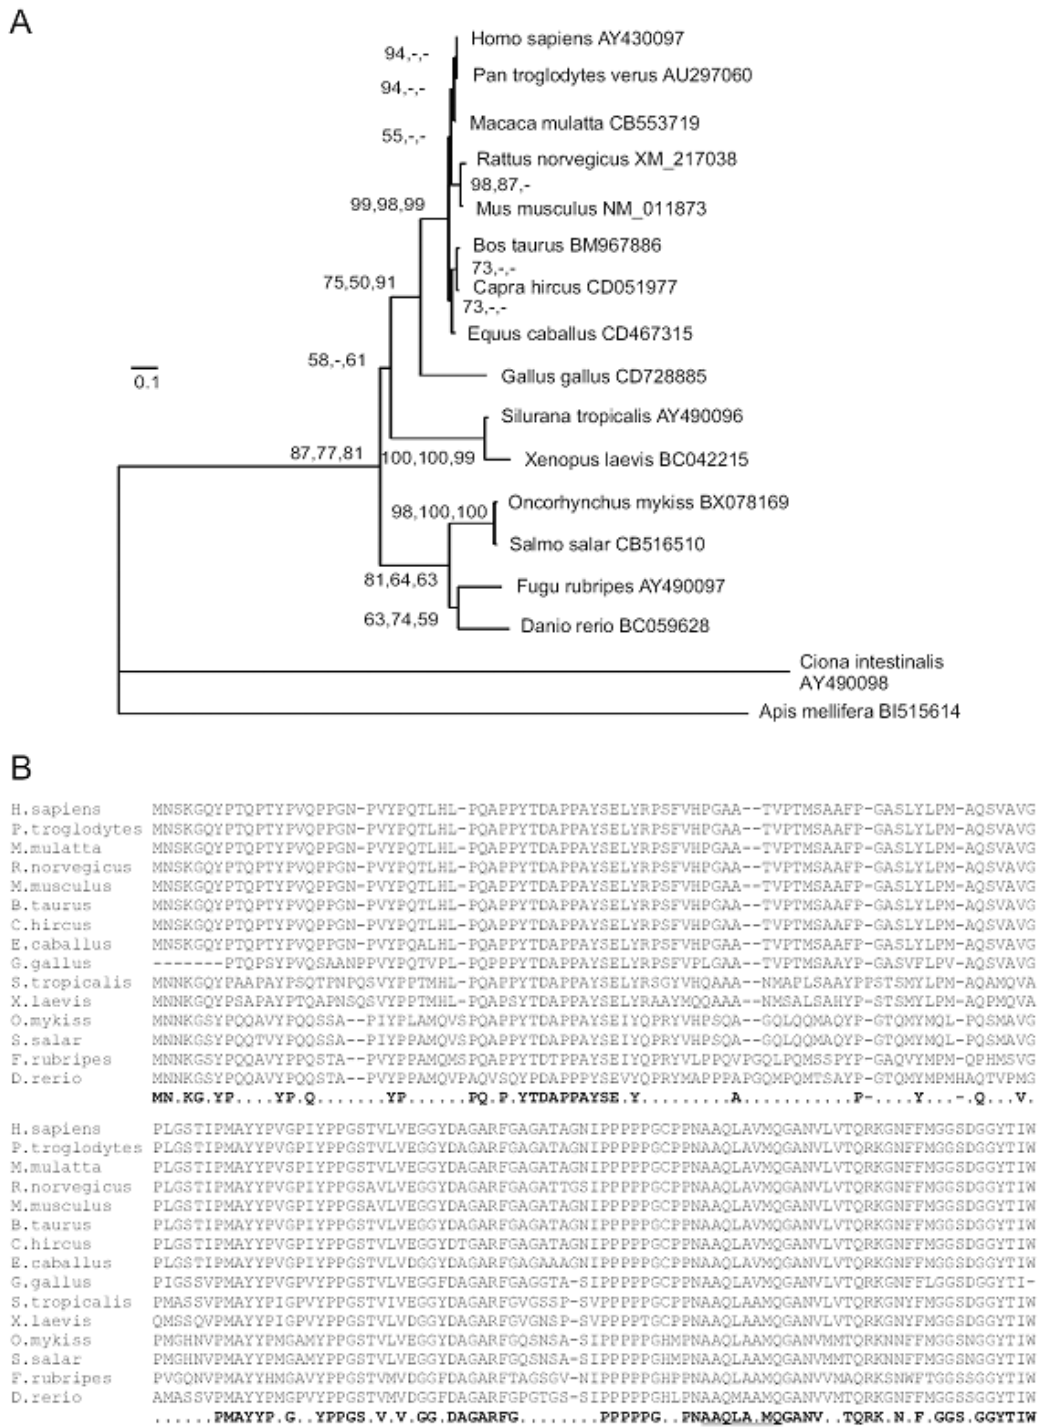 A
Homo sapiens AY430097
94,-,-
Pan troglodytes verus AU297060
94,-,-
Macaca mulatta CB553719
55,-,-
Rattus norvegicus XM_217038
98,87,-
99,98,99
Mus musculus NM_011873
Bos taurus BM967886
73,-,-
75,50,91
Capra hircus CD051977
73,-,-
Equus caballus CD467315
58,-,61
0.1
Gallus gallus CD728885
Silurana tropicalis AY490096
87,77,81
100,100,99
Xenopus laevis BC042215
Oncorhynchus mykiss BX078169
98,100,100
Salmo salar CB516510
81,64,63
Fugu rubripes AY490097
63,74,59
Danio rerio BC059628
Ciona intestinalis
AY490098
Apis mellifera BI515614
B
H.sapiens MNSKGQYPTQPTYPVQPPGN-PVYPQTLHL-PQAPPYTDAPPAYSELYRPSFVHPGAA--TVPTMSAAFP-GASLYLPM-AQSVAVG
P.troglodytes MNSKGQYPTQPTYPVQPPGN-PVYPQTLHL-PQAPPYTDAPPAYSELYRPSFVHPGAA--TVPTMSAAFP-GASLYLPM-AQSVAVG
M.mulatta MNSKGQYPTQPTYPVQPPGN-PVYPQTLHL-PQAPPYTDAPPAYSELYRPSFVHPGAA--TVPTMSAAFP-GASLYLPM-AQSVAVG
R.norvegicus MNSKGQYPTQPTYPVQPPGN-PVYPQTLHL-PQAPPYTDAPPAYSELYRPSFVHPGAA--TVPTMSAAFP-GASLYLPM-AQSVAVG
M.musculus MNSKGQYPTQPTYPVQPPGN-PVYPQTLHL-PQAPPYTDAPPAYSELYRPSFVHPGAA--TVPTMSAAFP-GASLYLPM-AQSVAVG
B.taurus MNSKGQYPTQPTYPVQPPGN-PVYPQTLHL-PQAPPYTDAPPAYSELYRPSFVHPGAA--TVPTMSAAFP-GASLYLPM-AQSVAVG
C.hircus MNSKGQYPTQPTYPVQPPGN-PVYPQTLHL-PQAPPYTDAPPAYSELYRPSFVHPGAA--TVPTMSAAFP-GASLYLPM-AQSVAVG
E.caballus MNSKGQYPTQPTYPVQPPGN-PVYPQALHL-PQAPPYTDAPPAYSELYRPSFVHPGAA--TVPTMSAAFP-GASLYLPM-AQSVAVG
G.gallus -------PTQPSYPVQSAANPPVYPQTVPL-PQPPPYTDAPPAYSELYRPSFVPLGAA--TVPTMSAAYP-GASVFLPV-AQSVAVG
S.tropicalis MNNKGQYPAAPAYPSQTPNPQSVYPPTMHL-PQAPPYTDAPPAYSELYRSGYVHQAAA--NMAPLSAAYPPSTSMYLPM-AQAMQVA
X.laevis MNNKGQYPSAPAYPTQAPNSQSVYPPTMHL-PQAPSYTDAPPAYSELYRAAYMQQAAA--NMSALSAHYP-STSMYLPM-AQPMQVA
O.mykiss MNNKGSYPQQAVYPQQSSA--PIYPLAMQVSPQAPPYTDAPPAYSEIYQPRYVHPSQA--GQLQQMAQYP-GTQMYMQL-PQSMAVG
S.salar MNNKGSYPQQTVYPQQSSA--PIYPPAMQVSPQAPPYTDAPPAYSEIYQPRYVHPSQA--GQLQQMAQYP-GTQMYMQL-PQSMAVG
F.rubripes MNNKGSYPQQAVYPQQSTA--PVYPPAMQMSPQAPPYTDTPPAYSEIYQPRYVLPPQVPGQLPQMSSPYP-GAQVYMPM-QPHMSVG
D.rerio MNNKGSYPQQAVYPQQSTA--PVYPPAMQVPAQVSQYPDAPPPYSEVYQPRYMAPPPAPGQMPQMTSAYP-GTQMYMPMHAQTVPMG
MN.KG.YP....YP.Q.......YP......PQ.P.YTDAPPAYSE.Y.........A...........P-....Y...-.Q...V.
H.sapiens PLGSTIPMAYYPVGPIYPPGSTVLVEGGYDAGARFGAGATAGNIPPPPPGCPPNAAQLAVMQGANVLVTQRKGNFFMGGSDGGYTIW
P.troglodytes PLGSTIPMAYYPVGPIYPPGSTVLVEGGYDAGARFGAGATAGNIPPPPPGCPPNAAQLAVMQGANVLVTQRKGNFFMGGSDGGYTIW
M.mulatta PLGSTIPMAYYPVSPIYPPGSTVLVEGGYDAGARFGAGATAGNIPPPPPGCPPNAAQLAVMQGANVLVTQRKGNFFMGGSDGGYTIW
R.norvegicus PLGSTIPMAYYPVGPIYPPGSAVLVEGGYDAGARFGAGATTGSIPPPPPGCPPNAAQLAVMQGANVLVTQRKGNFFMGGSDGGYTIW
M.musculus PLGSTIPMAYYPVGPIYPPGSAVLVEGGYDAGARFGAGATAGNIPPPPPGCPPNAAQLAVMQGANVLVTQRKGNFFMGGSDGGYTIW
B.taurus PLGSTIPMAYYPVGPIYPPGSTVLVEGGYDAGARFGAGATAGNIPPPPPGCPPNAAQLAVMQGANVLVTQRKGNFFMGGSDGGYTIW
C.hircus PLGSTIPMAYYPVGPIYPPGSTVLVEGGYDTGARFGAGATAGNIPPPPPGCPPNAAQLAVMQGANVLVTQRKGNFFMGGSDGGYTIW
E.caballus PLGSTIPMAYYPVGPIYPPGSTVLVDGGYDAGARFGAGAAAGNIPPPPPGCPPNAAQLAVMQGANVLVTQRKGNFFMGGSDGGYTIW
G.gallus PIGSSVPMAYYPVGPVYPPGSTVLVEGGFDAGARFGAGGTA-SIPPPPPGCPPNAAQLAVMQGANVLVTQRKGNFFLGGSDGGYTI-
S.tropicalis PMASSVPMAYYPIGPVYPPGSTVIVEGGYDAGARFGVGSSP-SVPPPPPGCPPNAAQLAAMQGANVLVTQRKGNYFMGGSDGGYTIW
X.laevis QMSSQVPMAYYPIGPVYPPGSTVLVEGGYDAGARFGVGNSP-SVPPPPTGCPPNAAQLAAMQGANVLVTQRKGNFFMGGSDGGYTIW
O.mykiss PMGHNVPMAYYPMGAMYPPGSTVLVEGGYDAGARFGQSNSA-SIPPPPPGHMPNAAQLAAMQGANVMMTQRKNNFFMGGSNGGYTIW
S.salar PMGHNVPMAYYPMGAMYPPGSTVLVEGGYDAGARFGQSNSA-SIPPPPPGHMPNAAQLAAMQGANVMMTQRKNNFFMGGSSGGYTIW
F.rubripes PVGQNVPMAYYHMGAVYPPGSTVLVDGGFDAGARFTAGSGV-NIPPPPPGHPPNAAQLAAMQGANVVMAQRKSNWFTGGSSGGYTIW
D.rerio AMASSVPMAYYPMGPVYPPGSTVMVDGGFDAGARFGPGTGS-SIPPPPPGHLPNAAQMAAMQGANVMMTQRKGNFFMGGSDGGYTIW
......PMAYYP.G..YPPGS.V.V.GG.DAGARFG........PPPPPG..PNAAQLA.MQGANV..TQRK.N.F.GGS.GGYTIW